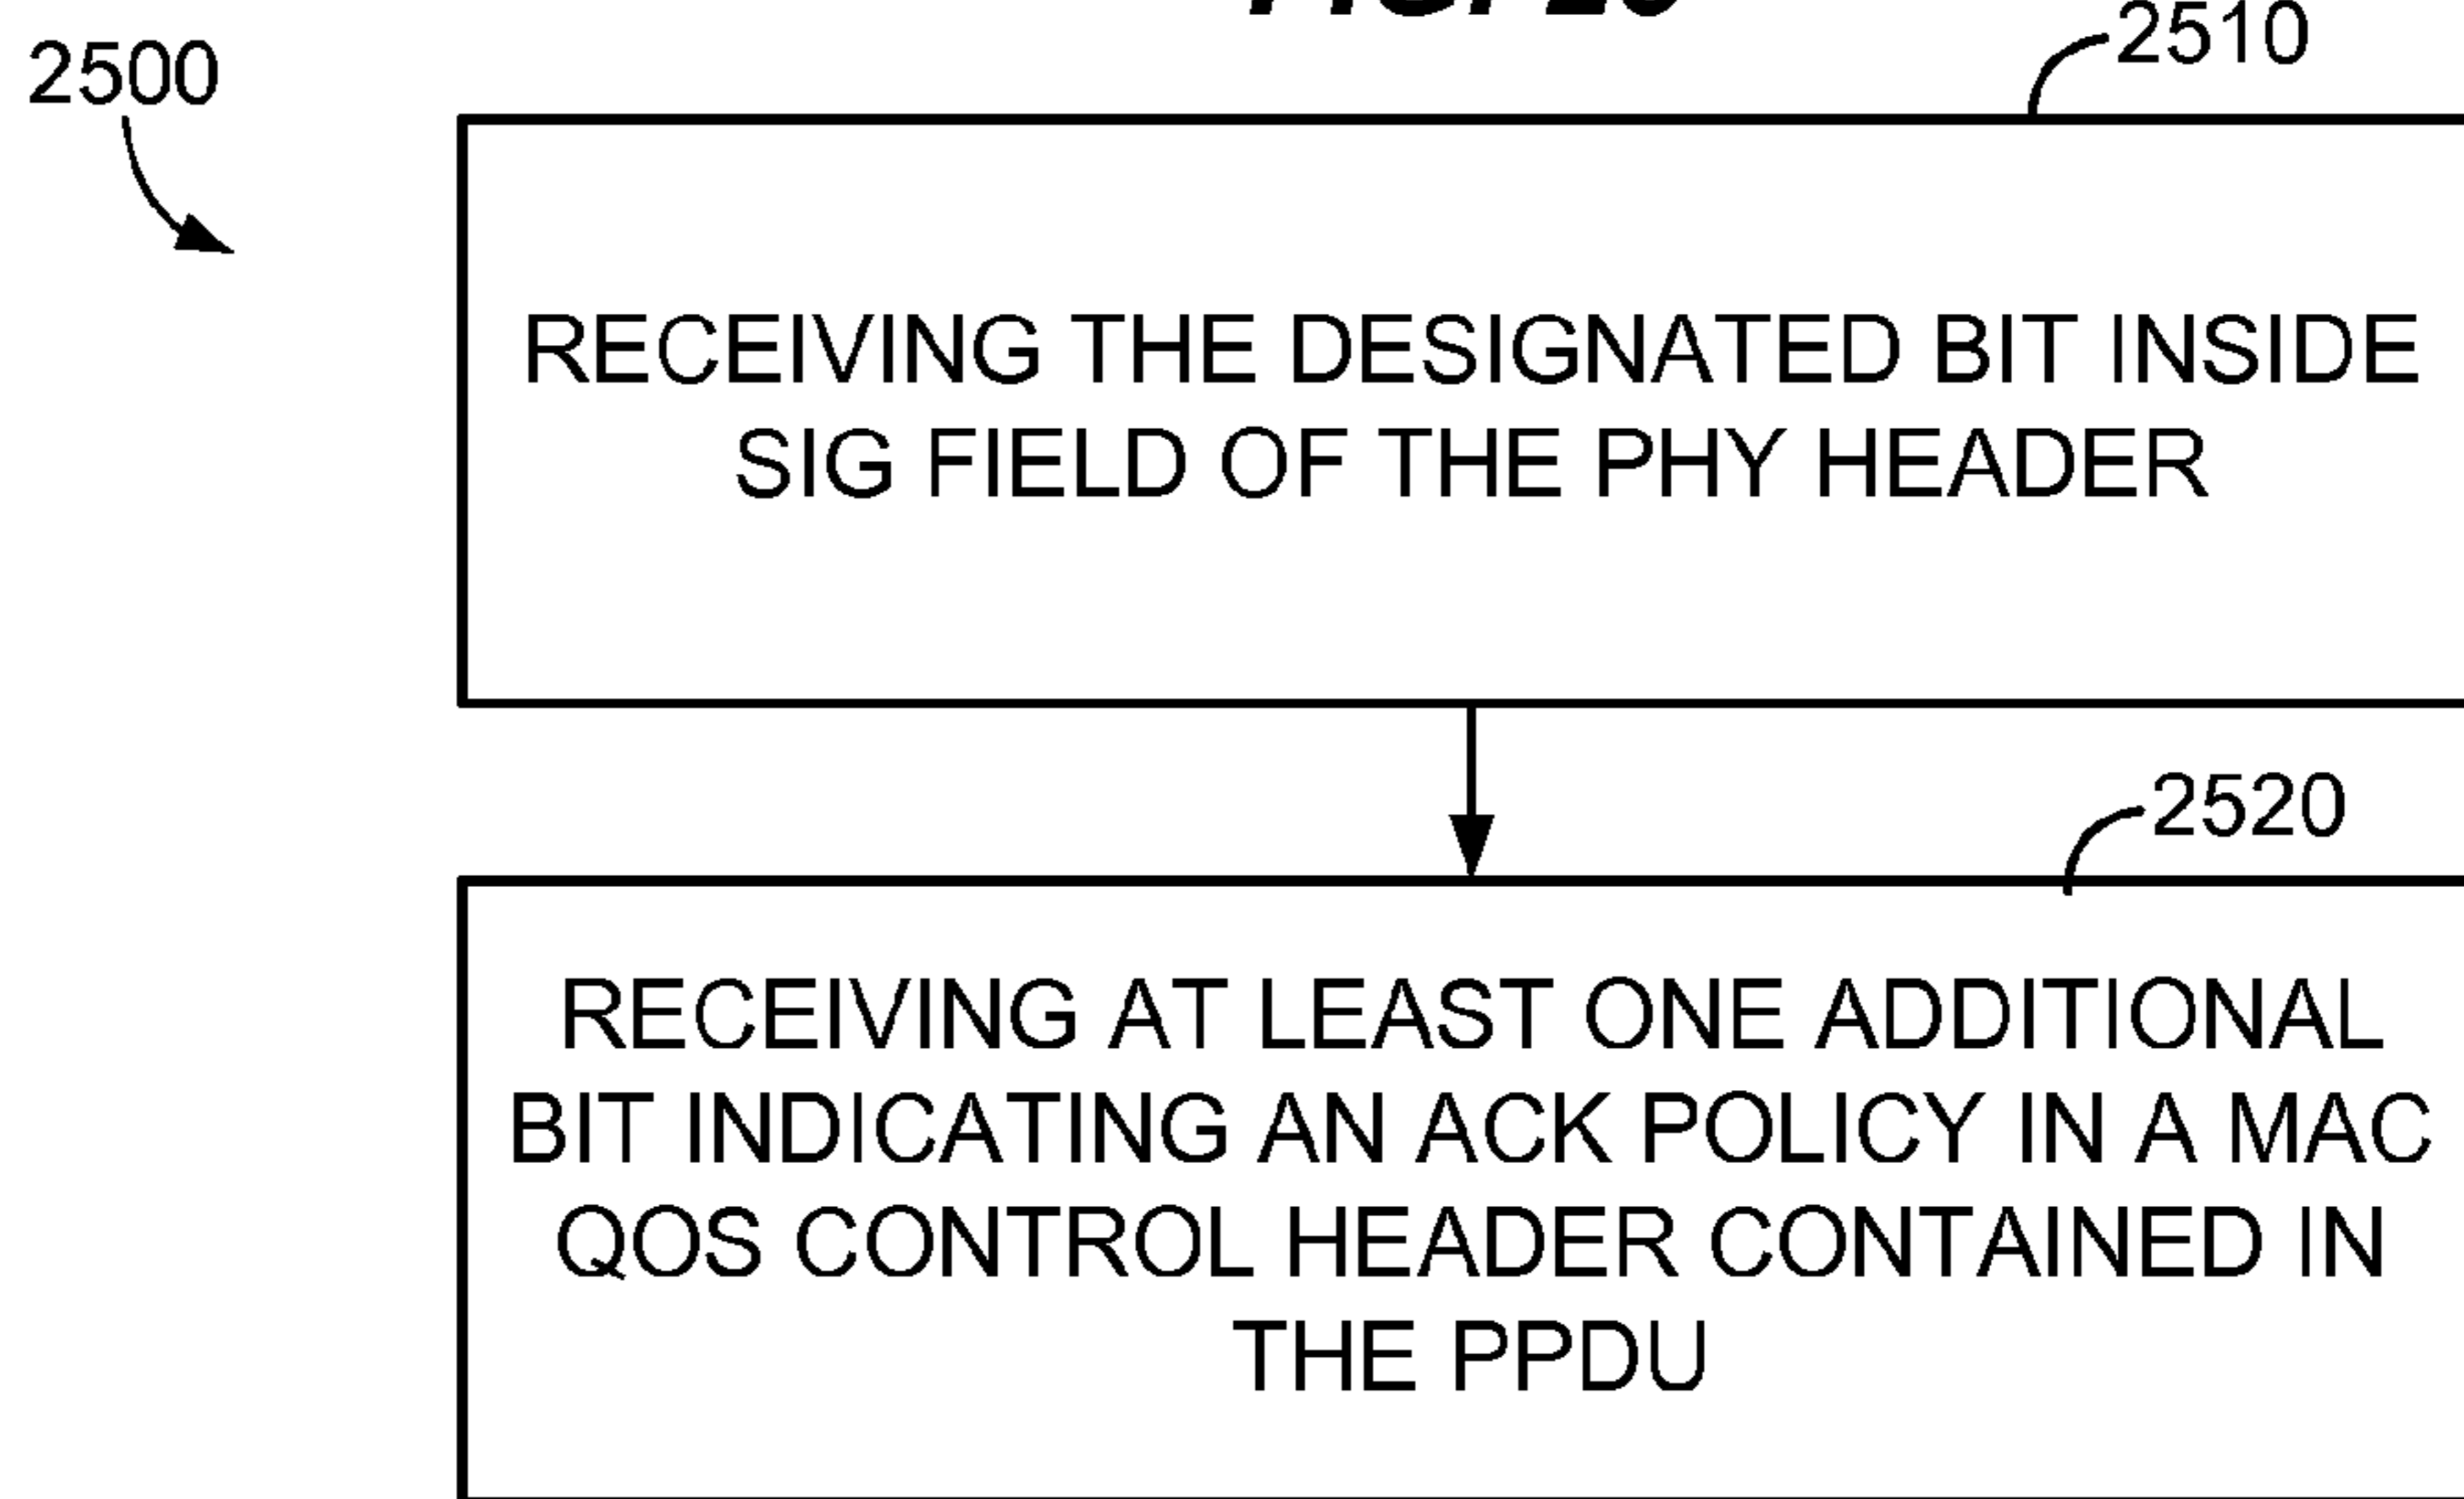 2500
2510
RECEIVING THE DESIGNATED BIT INSIDE
SIG FIELD OF THE PHY HEADER
2520
RECEIVING AT LEAST ONE ADDITIONAL
BIT INDICATING AN ACK POLICY IN A MAC
QOS CONTROL HEADER CONTAINED IN
THE PPDU